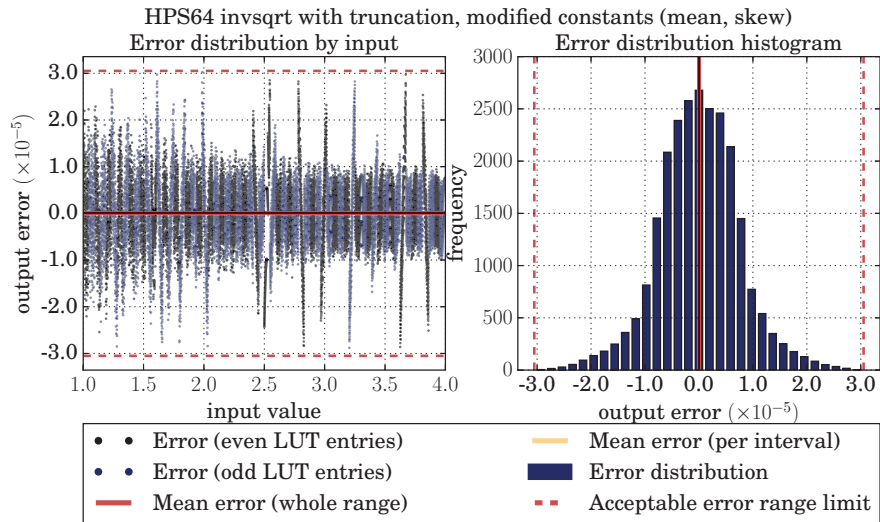 HPS64 invsqrt with truncation, modified constants (mean, skew)
Error distribution by input
Error distribution histogram
output error (×10⁻⁵)
3.0
2.0
1.0
0.0
-1.0
-2.0
-3.0
1.0 1.5 2.0 2.5 3.0 3.5 4.0
input value
frequency
3000
2500
2000
1500
1000
500
0
-3.0 -2.0 -1.0 0.0 1.0 2.0 3.0
output error (×10⁻⁵)
Error (even LUT entries)
Error (odd LUT entries)
Mean error (whole range)
Mean error (per interval)
Error distribution
Acceptable error range limit